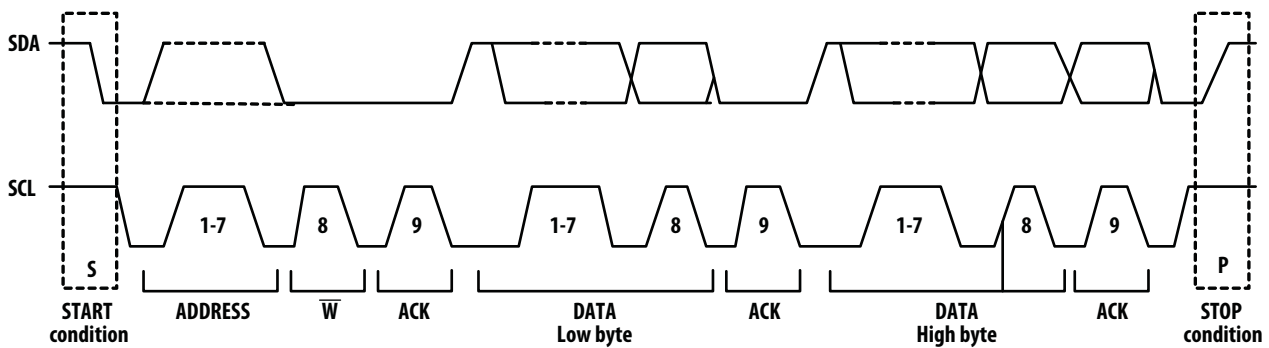 SDA
SCL
1-7 8 9 1-7 8 9 1-7 8 9
S P
START condition
ADDRESS
W̅
ACK
DATA Low byte
ACK
DATA High byte
ACK
STOP condition